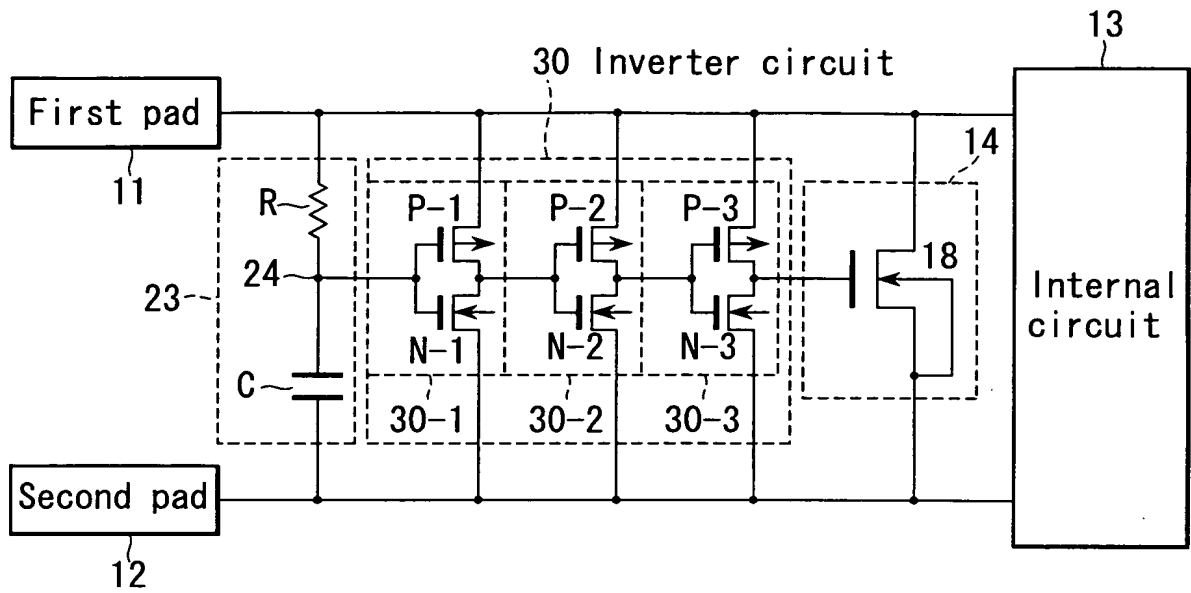 13
30 Inverter circuit
First pad
11
14
R
P-1
P-2
P-3
24
18
23
Internal
circuit
N-1
N-2
N-3
C
30-1
30-2
30-3
Second pad
12